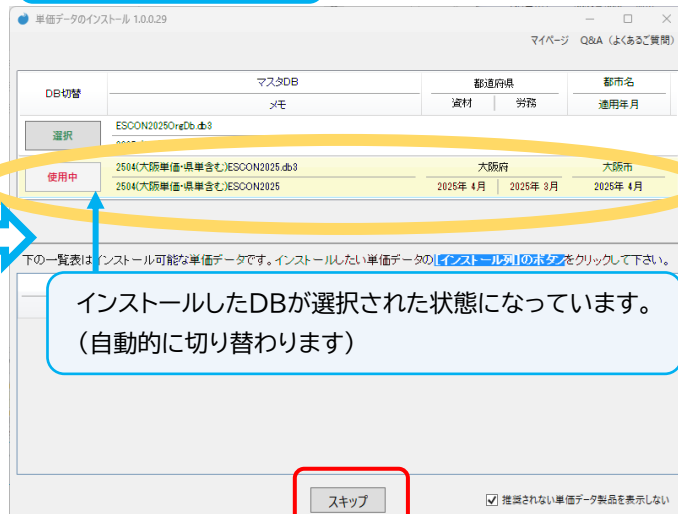 単価データのインストール 1.0.0.29
マイページ Q&A（よくあるご質問）
DB切替 マスタDB 都道府県 都市名
メモ 資材 労務 適用年月
選択 ESCON2025OrgDb.db3
使用中 2504(大阪単価・県単含む)ESCON2025.db3 大阪府 大阪市
2504(大阪単価・県単含む)ESCON2025 2025年 4月 2025年 3月 2025年 4月
下の一覧表はインストール可能な単価データです。インストールしたい単価データの[インストール列]のボタンをクリックして下さい。
インストールしたDBが選択された状態になっています。
（自動的に切り替わります）
スキップ 推奨されない単価データ製品を表示しない